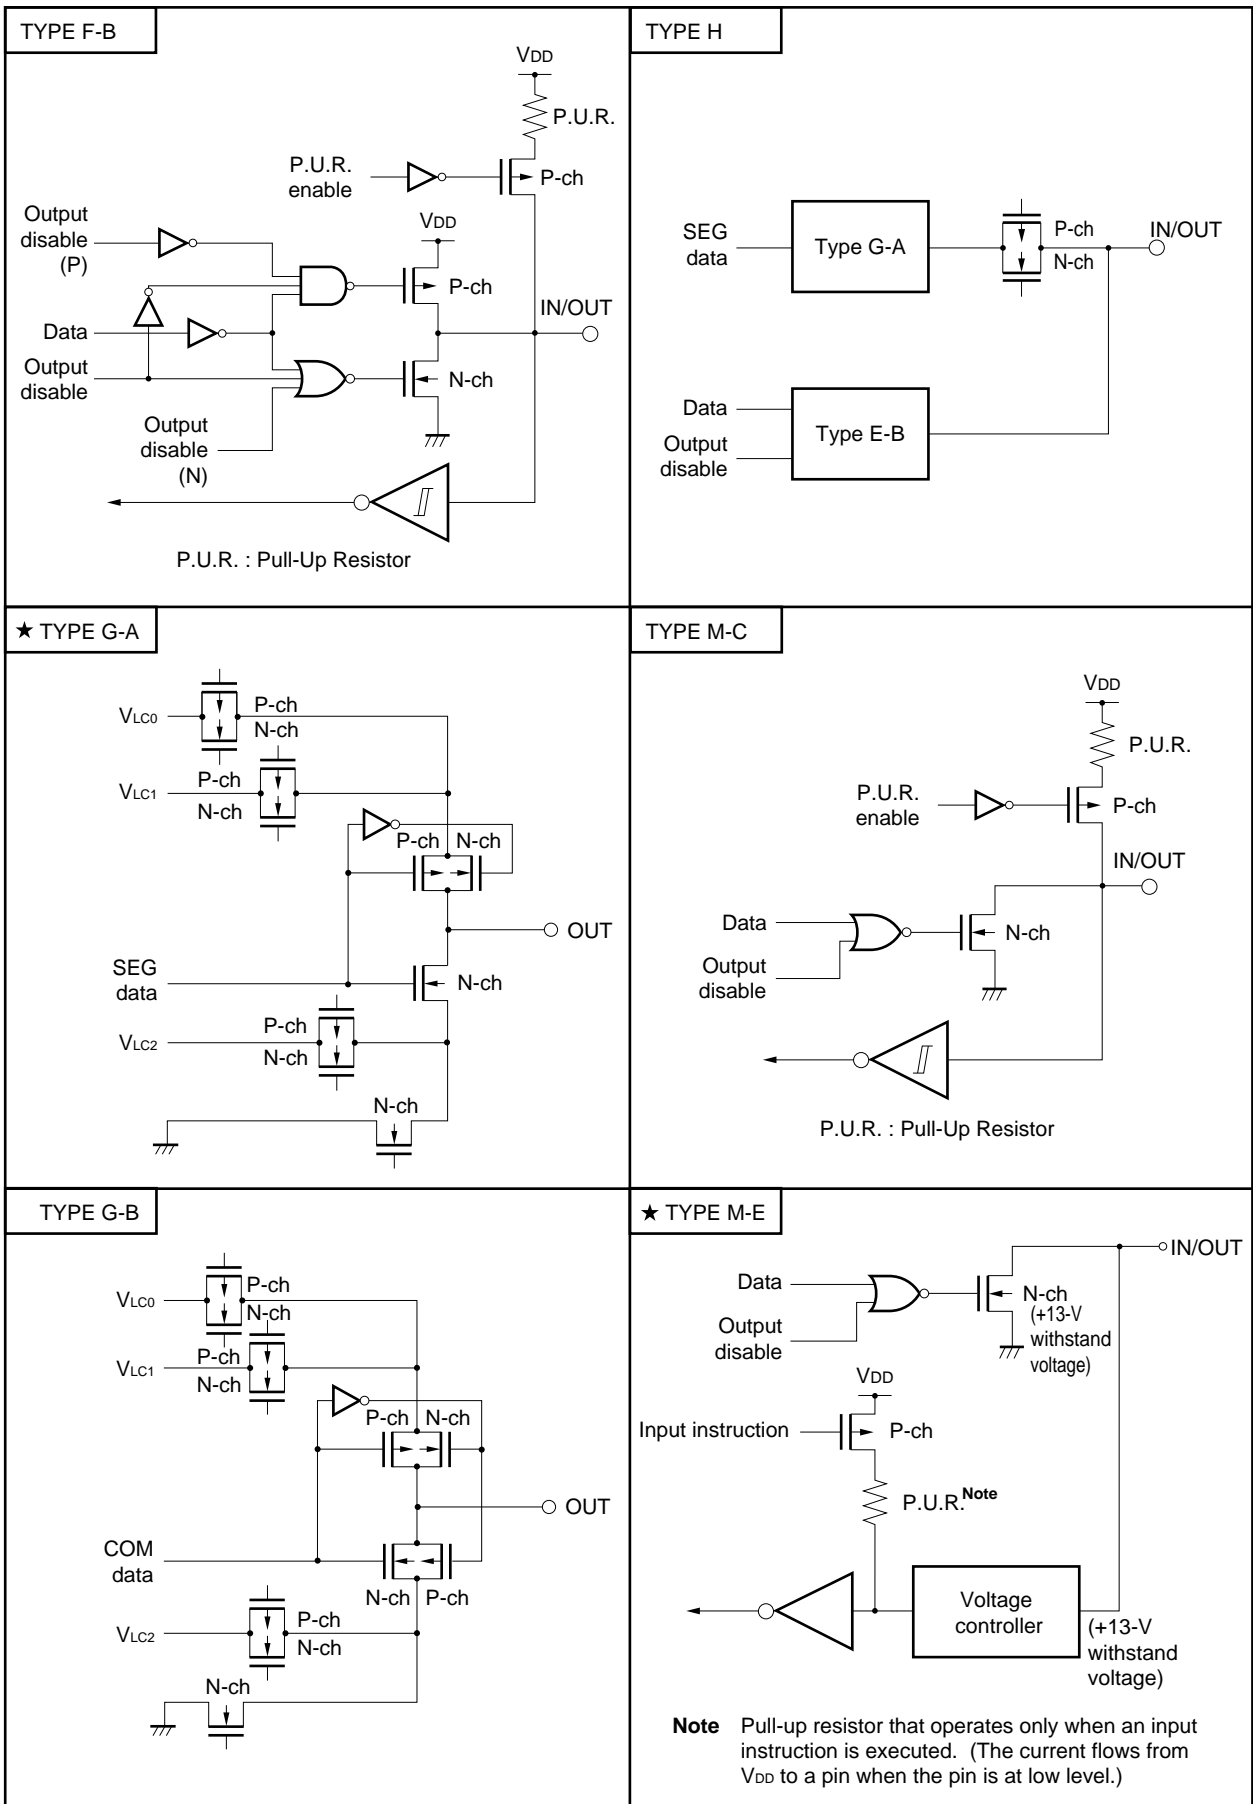 TYPE F-B
VDD
P.U.R.
P.U.R.
enable
P-ch
Output
disable
(P)
VDD
P-ch
IN/OUT
Data
Output
disable
N-ch
Output
disable
(N)
P.U.R. : Pull-Up Resistor
TYPE H
SEG
data
Type G-A
P-ch
N-ch
IN/OUT
Data
Output
disable
Type E-B
★ TYPE G-A
VLC0
P-ch
N-ch
VLC1
P-ch
N-ch
P-ch N-ch
OUT
SEG
data
N-ch
P-ch
VLC2
N-ch
N-ch
TYPE M-C
VDD
P.U.R.
P.U.R.
enable
P-ch
IN/OUT
Data
N-ch
Output
disable
P.U.R. : Pull-Up Resistor
TYPE G-B
P-ch
VLC0
N-ch
P-ch
VLC1
N-ch
P-ch N-ch
OUT
COM
data
N-ch P-ch
P-ch
VLC2
N-ch
N-ch
★ TYPE M-E
IN/OUT
Data
N-ch
(+13-V
withstand
voltage)
Output
disable
VDD
Input instruction
P-ch
P.U.R.Note
Voltage
controller
(+13-V
withstand
voltage)
Note Pull-up resistor that operates only when an input
instruction is executed. (The current flows from
VDD to a pin when the pin is at low level.)